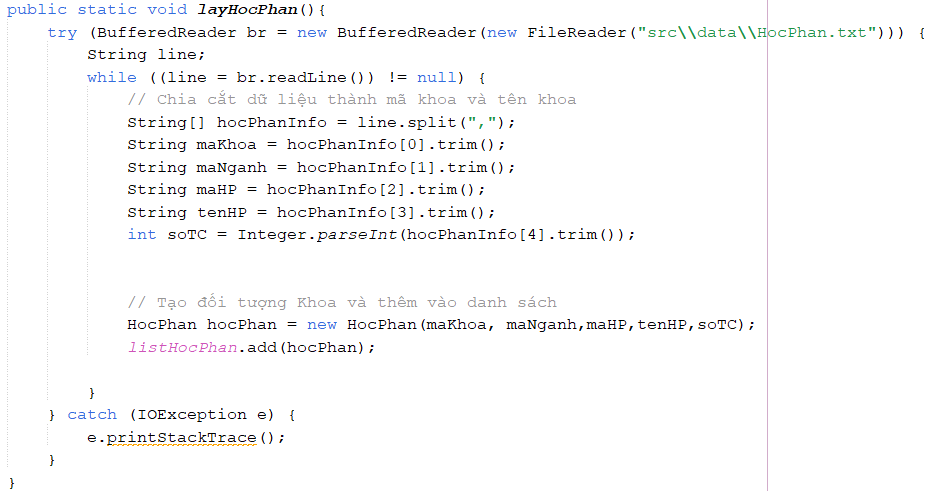 public static void layHocPhan(){
try (BufferedReader br = new BufferedReader(new FileReader("src\\data\\HocPhan.txt"))) {
String line;
while ((line = br.readLine()) != null) {
// Chia cắt dữ liệu thành mã khoa và tên khoa
String[] hocPhanInfo = line.split(",");
String maKhoa = hocPhanInfo[0].trim();
String maNganh = hocPhanInfo[1].trim();
String maHP = hocPhanInfo[2].trim();
String tenHP = hocPhanInfo[3].trim();
int soTC = Integer.parseInt(hocPhanInfo[4].trim());
// Tạo đối tượng Khoa và thêm vào danh sách
HocPhan hocPhan = new HocPhan(maKhoa, maNganh,maHP,tenHP,soTC);
listHocPhan.add(hocPhan);
}
} catch (IOException e) {
e.printStackTrace();
}
}